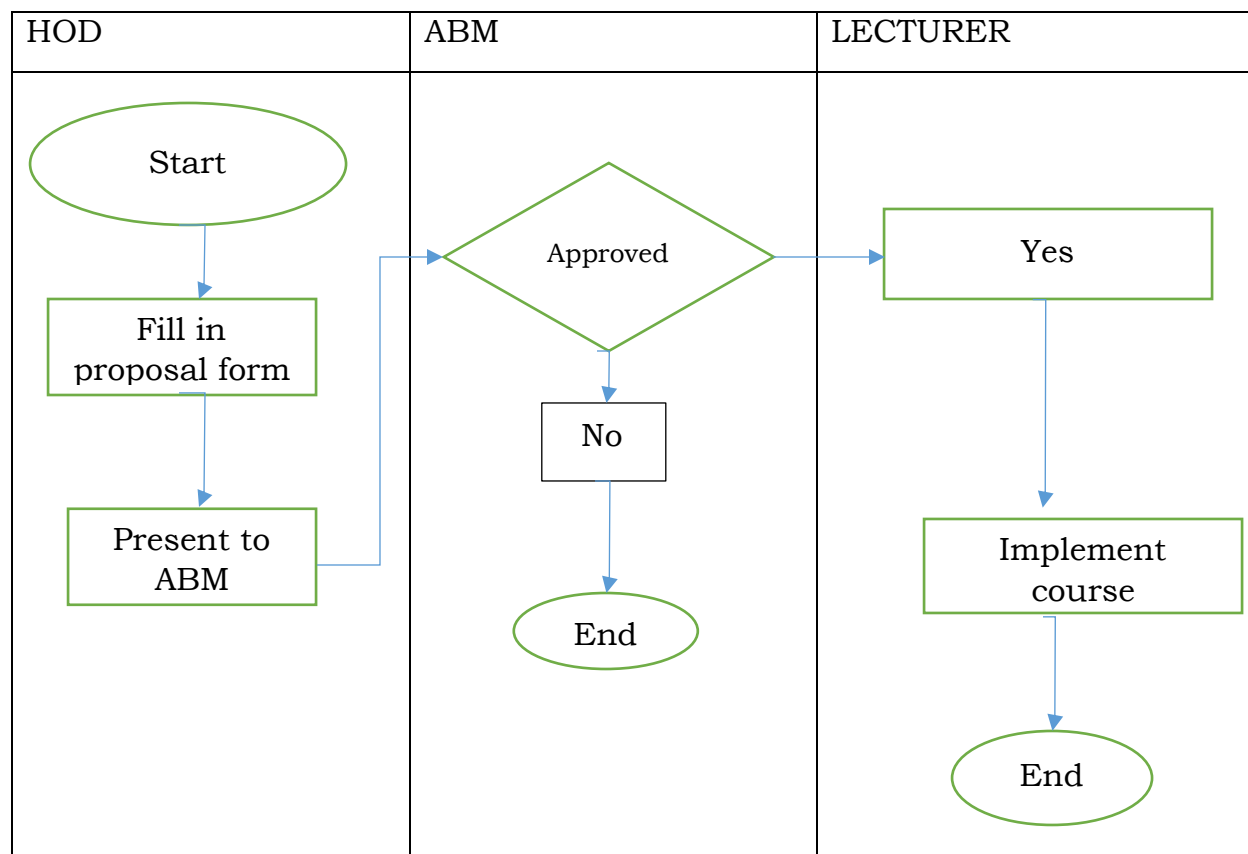 HOD
ABM
LECTURER
Start
Fill in
proposal form
Present to
ABM
Approved
No
End
Yes
Implement
course
End